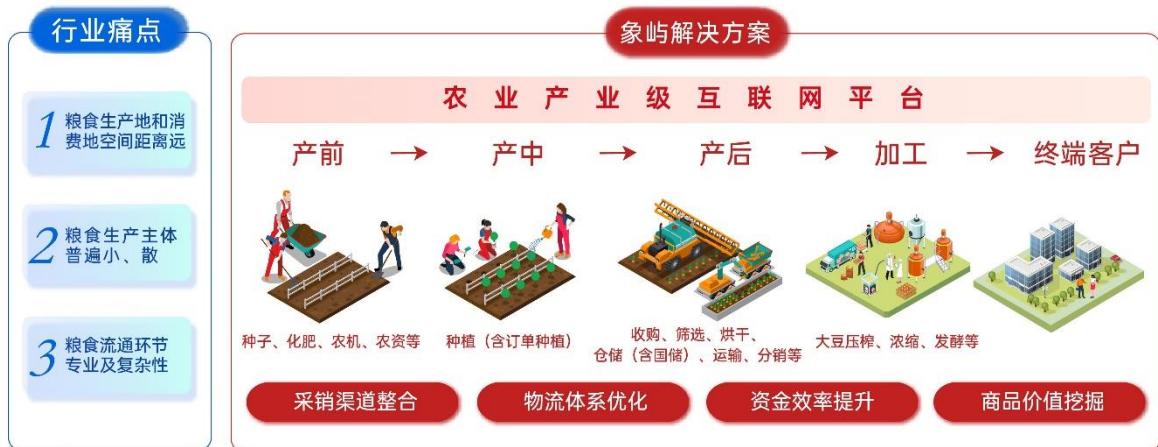 行业痛点
1 粮食生产地和消
费地空间距离远
2 粮食生产主体
普遍小、散
3 粮食流通环节
专业及复杂性
象屿解决方案
农业产业级互联网平台
产前 → 产中 → 产后 → 加工 → 终端客户
种子、化肥、农机、农资等
种植（含订单种植）
收购、筛选、烘干、
仓储（含国储）、运输、分销等
大豆压榨、浓缩、发酵等
采销渠道整合
物流体系优化
资金效率提升
商品价值挖掘